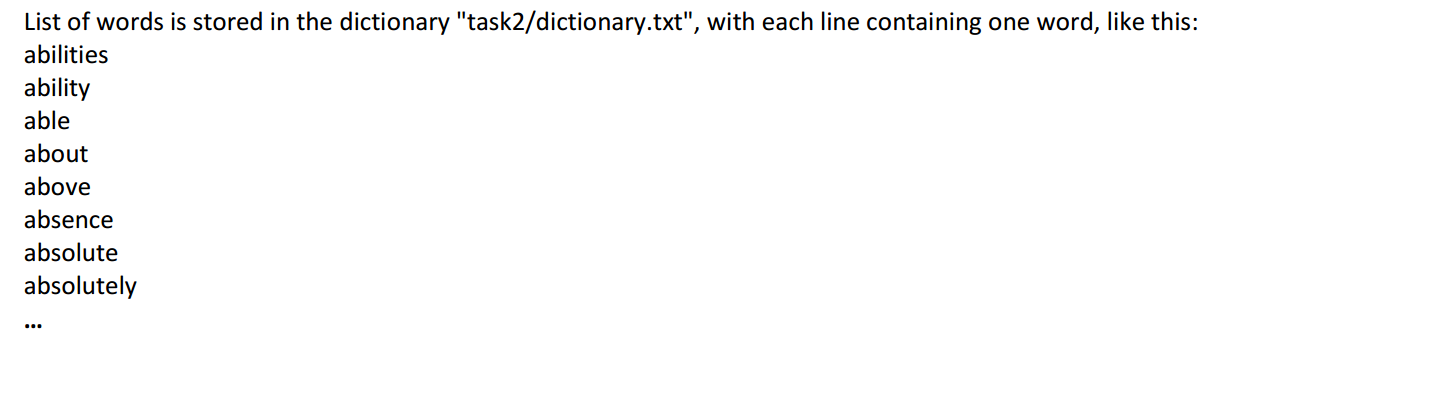 List of words is stored in the dictionary "task2/dictionary.txt", with each line containing one word, like this:
abilities
ability
able
about
above
absence
absolute
absolutely
...